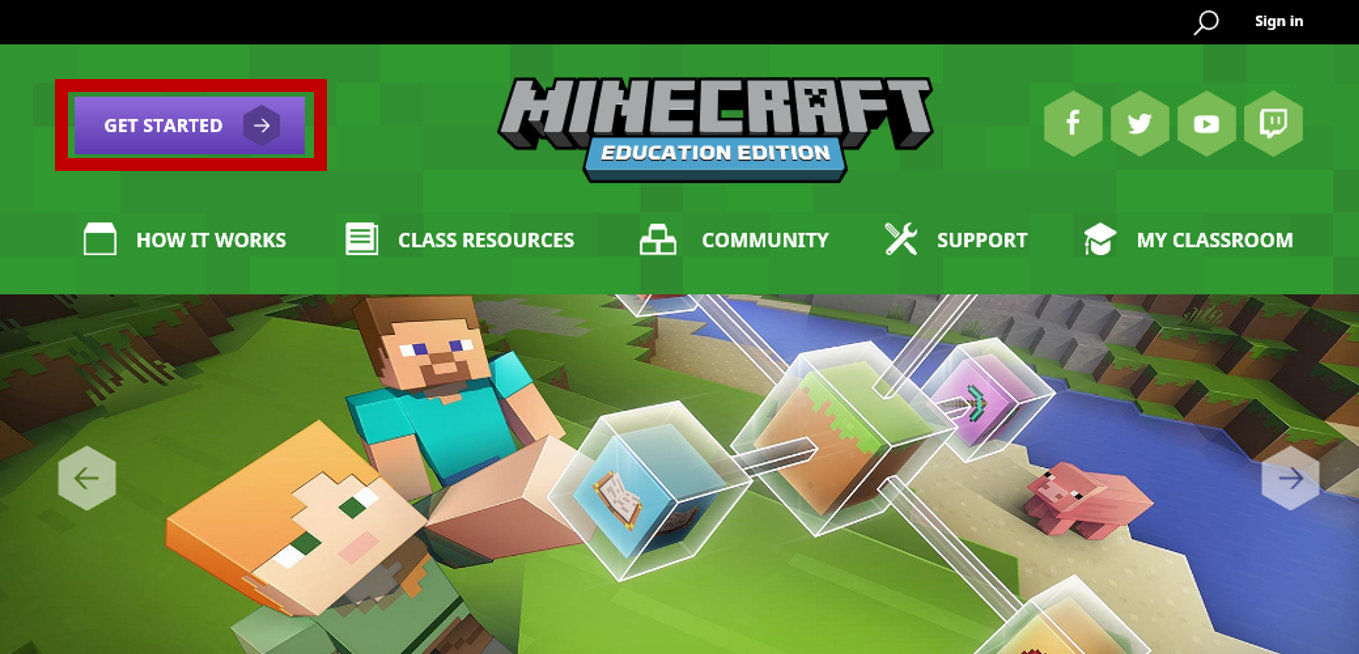 Sign in
GET STARTED
MINECRAFT
EDUCATION EDITION
HOW IT WORKS
CLASS RESOURCES
COMMUNITY
SUPPORT
MY CLASSROOM